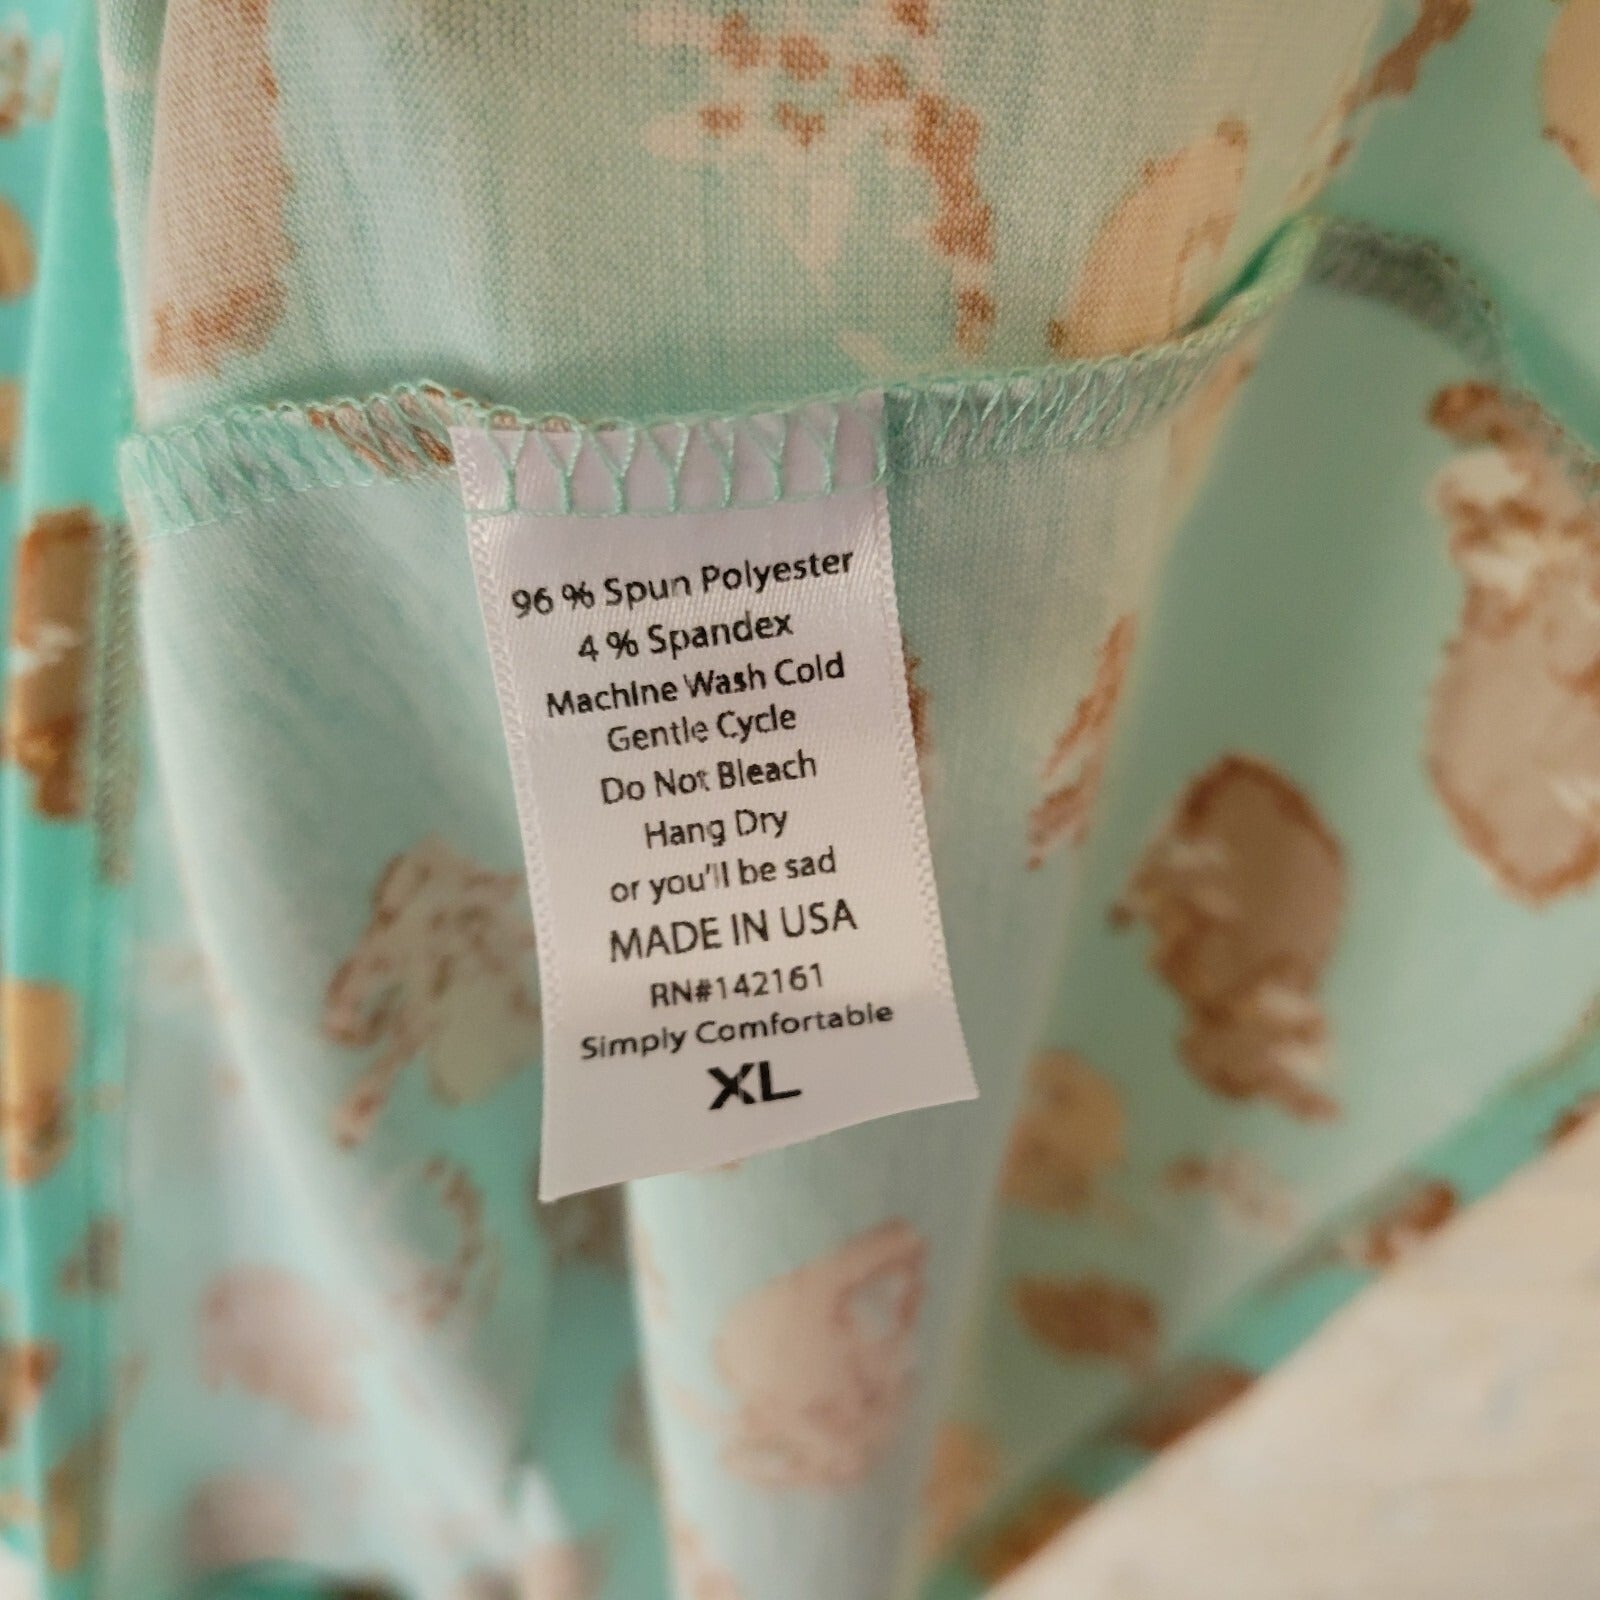 96 % Spun Polyester
4 % Spandex
Machine Wash Cold
Gentle Cycle
Do Not Bleach
Hang Dry
or you'll be sad
MADE IN USA
RN#142161
Simply Comfortable
XL